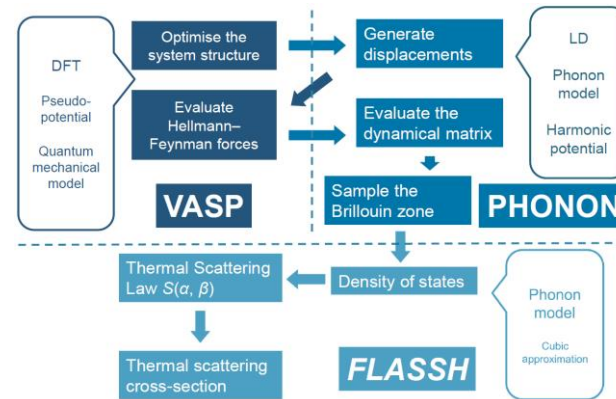 DFT
Pseudo-
potential
Quantum
mechanical
model
Optimise the
system structure
Generate
displacements
LD
Phonon
model
Harmonic
potential
Evaluate
Hellmann–
Feynman forces
Evaluate the
dynamical matrix
VASP
Sample the
Brillouin zone
PHONON
Thermal Scattering
Law S(α, β)
Density of states
Phonon
model
Cubic
approximation
Thermal scattering
cross-section
FLASSH